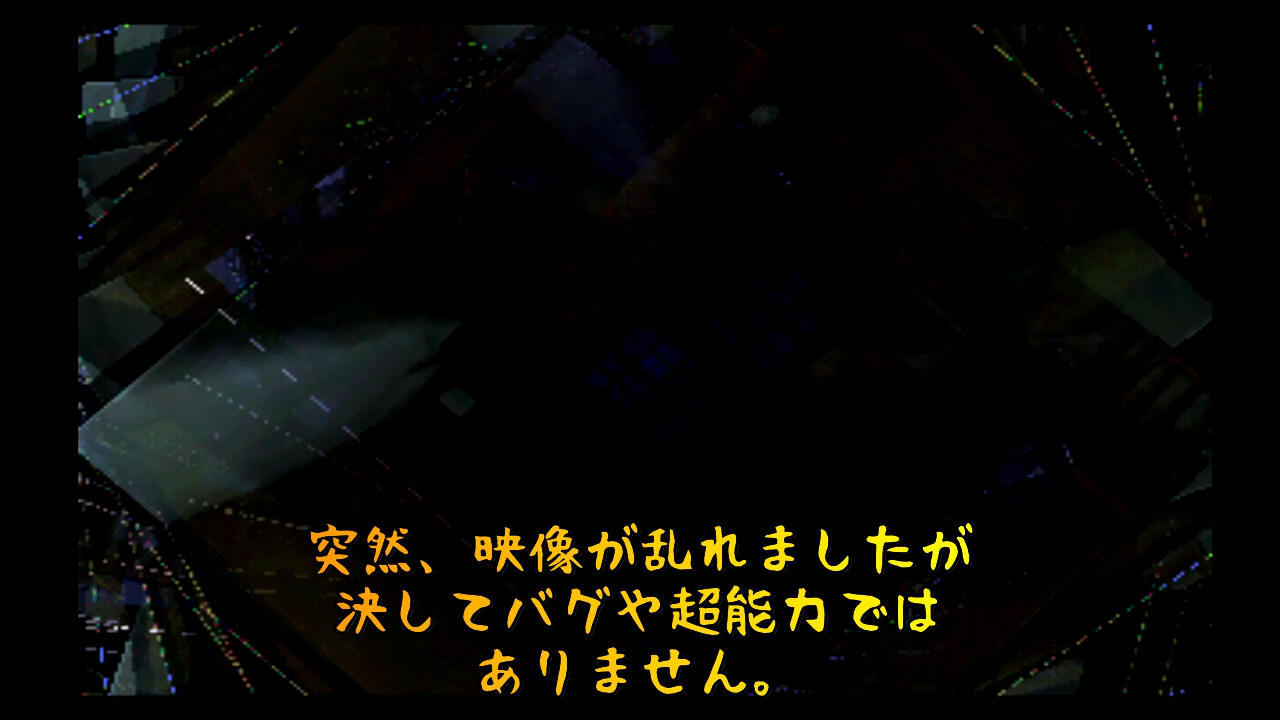 突然、映像が乱れましたが
決してバグや超能力では
ありません。